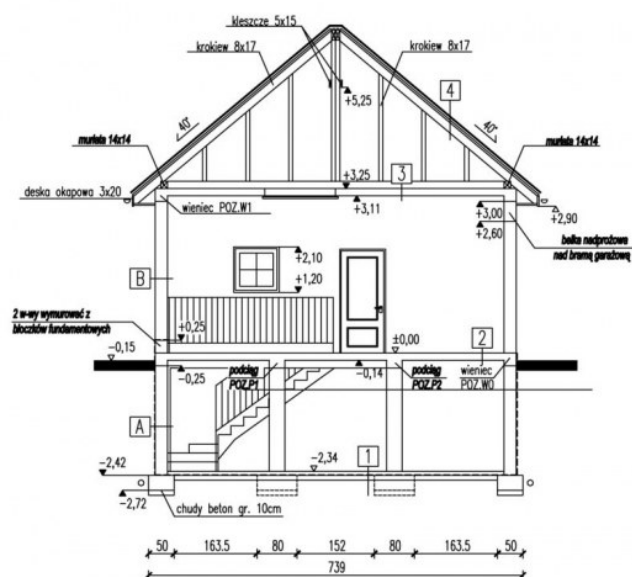 kleszcze 5x15
krokiew 8x17
krokiew 8x17
+5,25
4
40°
40°
murłata 14x14
murłata 14x14
+3,25
3
deska okapowa 3x20
wieniec POZ.W1
+3,11
+3,00
+2,90
+2,60
belka nadprożowa
nad bramą garażową
+2,10
B
+1,20
2 w-wy wymurować z
bloczków fundamentowych
+0,25
±0,00
2
-0,15
-0,25
podciąg
POZ.P1
-0,14
podciąg
POZ.P2
wieniec
POZ.W0
A
-2,42
-2,34
1
-2,72
chudy beton gr. 10cm
50
163.5
80
152
80
163.5
50
739